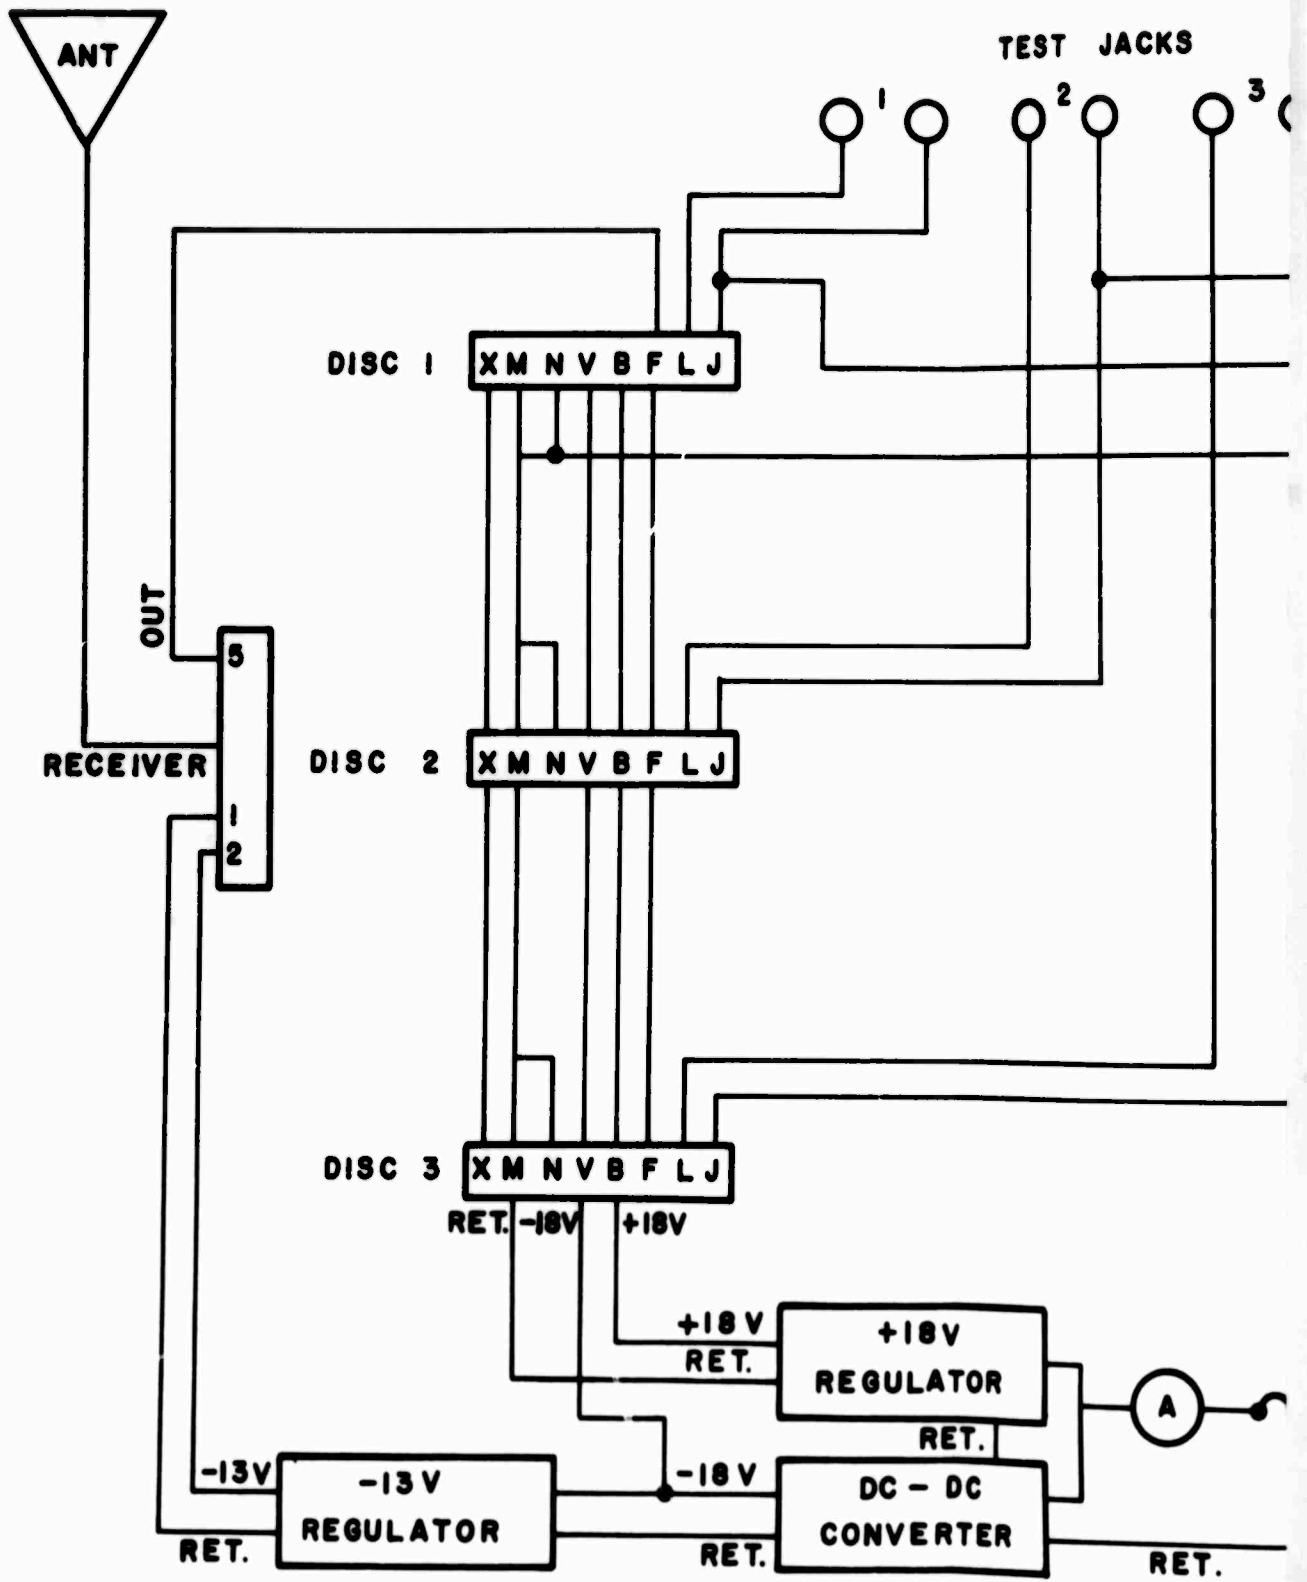 ANT
TEST JACKS
1 2 3
DISC 1 X M N V B F L J
OUT
5
RECEIVER
DISC 2 X M N V B F L J
1
2
DISC 3 X M N V B F L J
RET. -18V +18V
+18V
RET.
+18V
REGULATOR
A
RET.
-13V
-13V
REGULATOR
RET.
-18V
RET.
DC - DC
CONVERTER
RET.